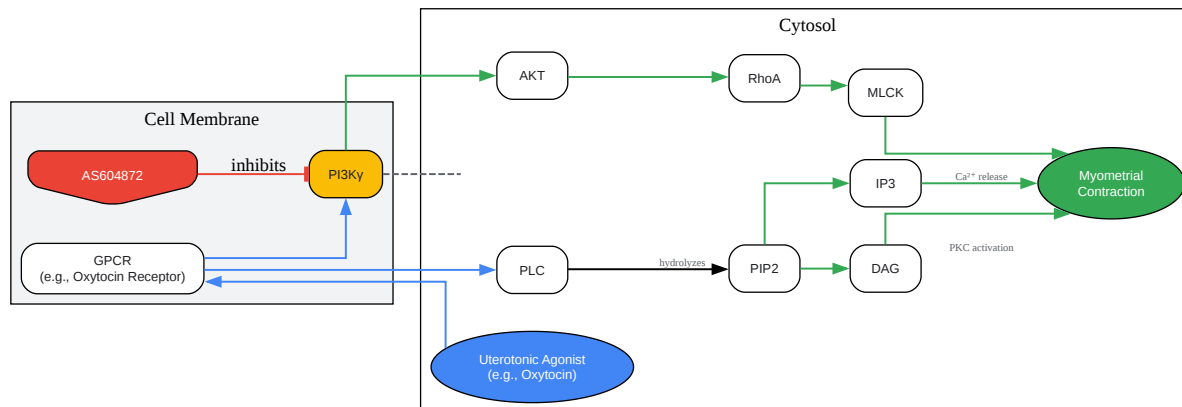 Cytosol
AKT
RhoA
MLCK
Cell Membrane
inhibits
AS604872
PI3Kγ
IP3
Ca²⁺ release
Myometrial
Contraction
GPCR
(e.g., Oxytocin Receptor)
PLC
hydrolyzes
PIP2
DAG
PKC activation
Uterotonic Agonist
(e.g., Oxytocin)